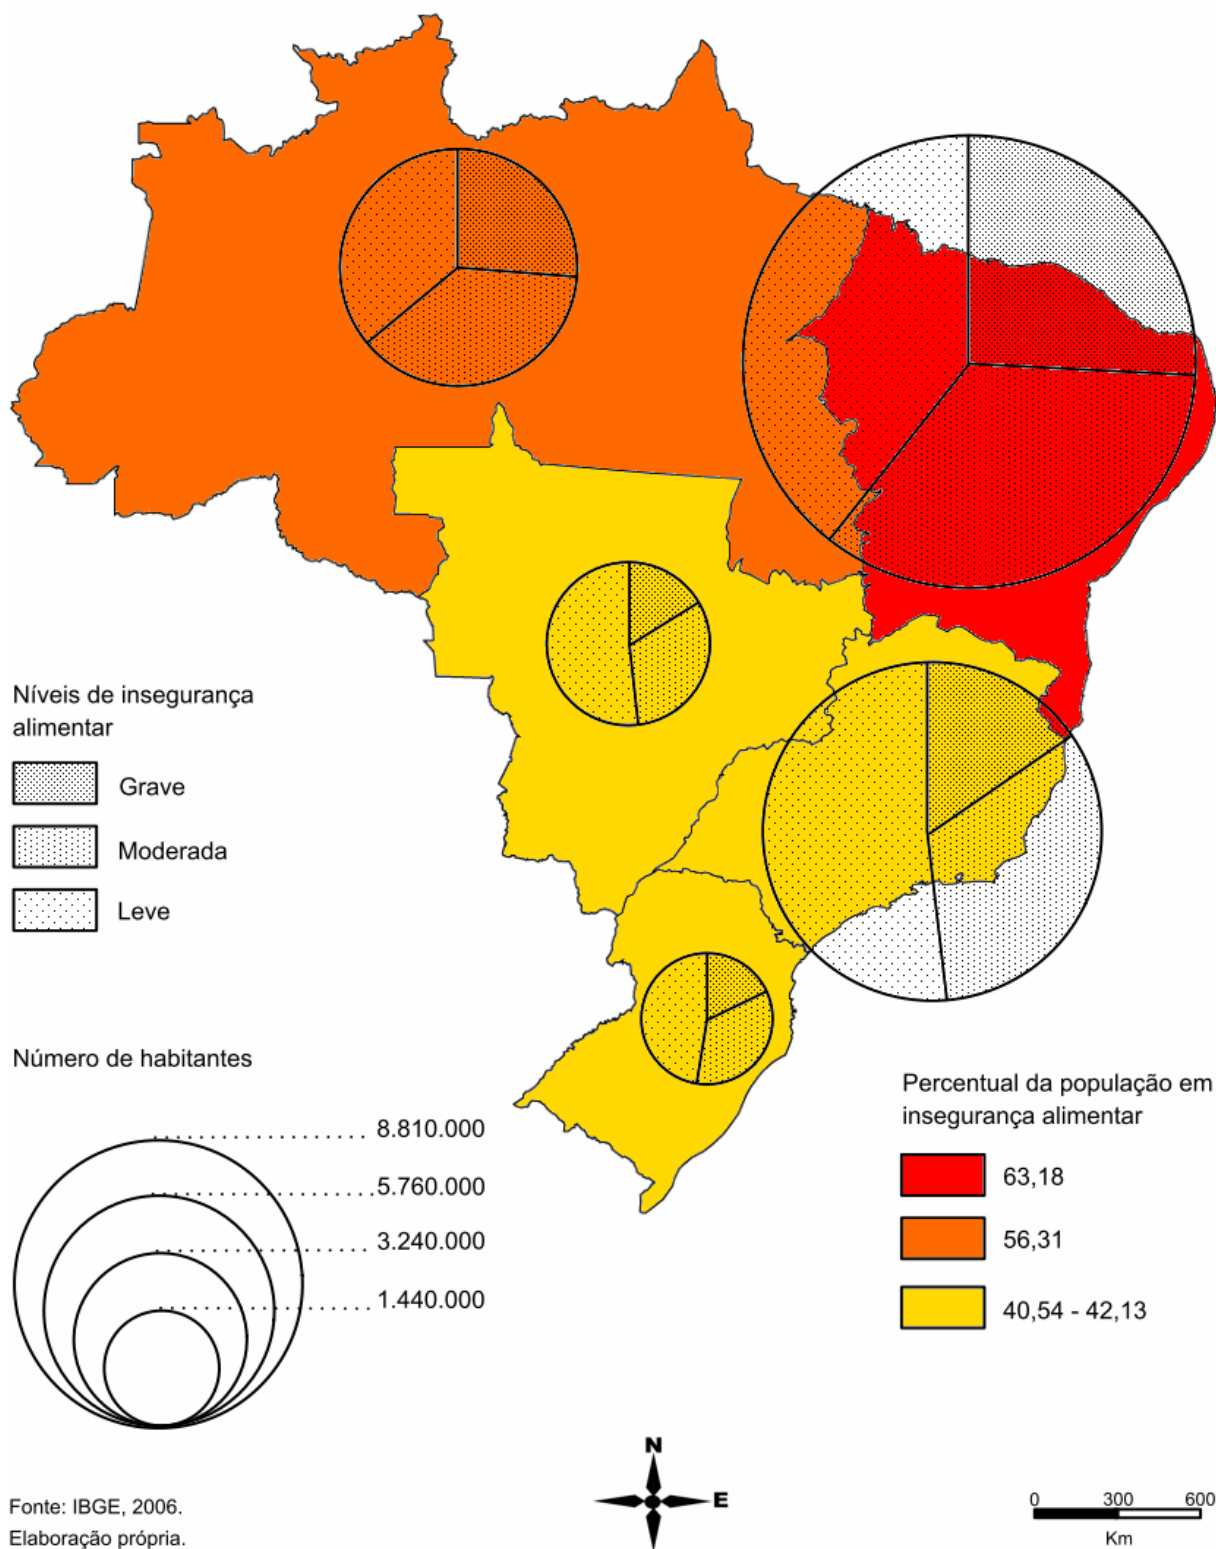 Níveis de insegurança
alimentar
Grave
Moderada
Leve
Número de habitantes
8.810.000
5.760.000
3.240.000
1.440.000
Percentual da população em
insegurança alimentar
63,18
56,31
40,54 - 42,13
N
E
0 300 600
Km
Fonte: IBGE, 2006.
Elaboração própria.